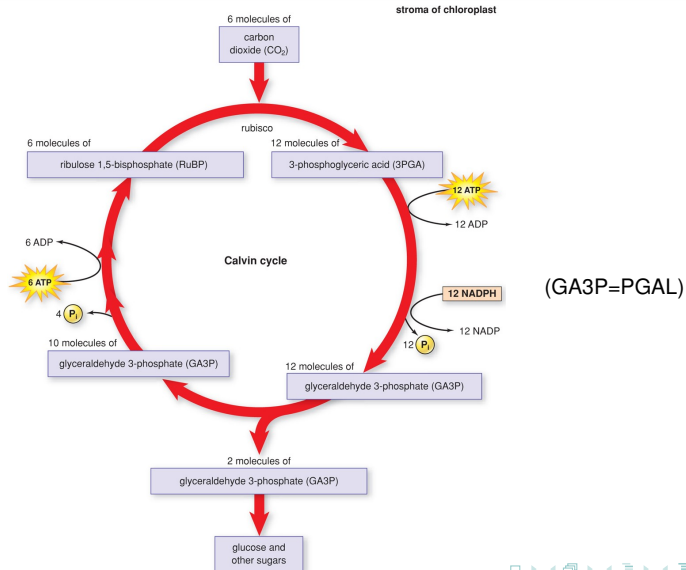 stroma of chloroplast
6 molecules of
carbon
dioxide (CO₂)
rubisco
6 molecules of
ribulose 1,5-bisphosphate (RuBP)
12 molecules of
3-phosphoglyceric acid (3PGA)
12 ATP
12 ADP
6 ADP
6 ATP
Calvin cycle
12 NADPH
(GA3P=PGAL)
12 NADP
4 Pi
12 Pi
10 molecules of
glyceraldehyde 3-phosphate (GA3P)
12 molecules of
glyceraldehyde 3-phosphate (GA3P)
2 molecules of
glyceraldehyde 3-phosphate (GA3P)
glucose and
other sugars